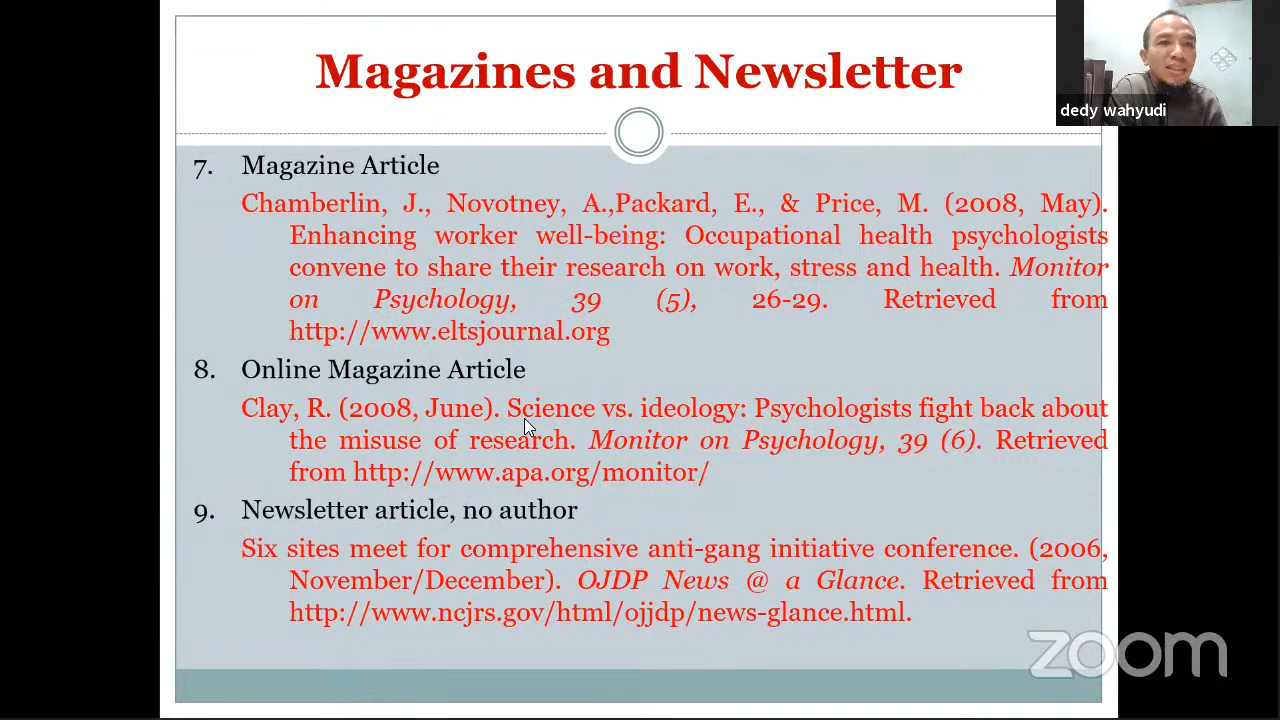 Magazines and Newsletter
dedy wahyudi
7. Magazine Article
Chamberlin, J., Novotney, A.,Packard, E., & Price, M. (2008, May).
Enhancing worker well-being: Occupational health psychologists
convene to share their research on work, stress and health. Monitor
on Psychology, 39 (5), 26-29. Retrieved from
http://www.eltsjournal.org
8. Online Magazine Article
Clay, R. (2008, June). Science vs. ideology: Psychologists fight back about
the misuse of research. Monitor on Psychology, 39 (6). Retrieved
from http://www.apa.org/monitor/
9. Newsletter article, no author
Six sites meet for comprehensive anti-gang initiative conference. (2006,
November/December). OJDP News @ a Glance. Retrieved from
http://www.ncjrs.gov/html/ojjdp/news-glance.html.
zoom